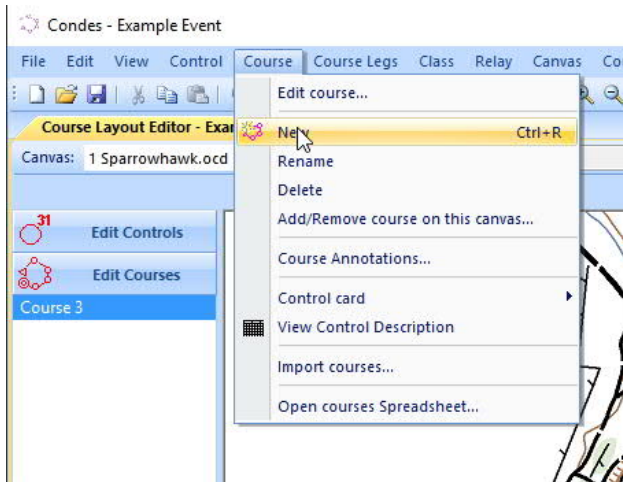 Condes - Example Event
File Edit View Control Course Course Legs Class Relay Canvas Co
Course Layout Editor - Exa
Canvas: 1 Sparrowhawk.ocd
31
Edit Controls
Edit Courses
Course 3
Edit course...
New Ctrl+R
Rename
Delete
Add/Remove course on this canvas...
Course Annotations...
Control card
View Control Description
Import courses...
Open courses Spreadsheet...